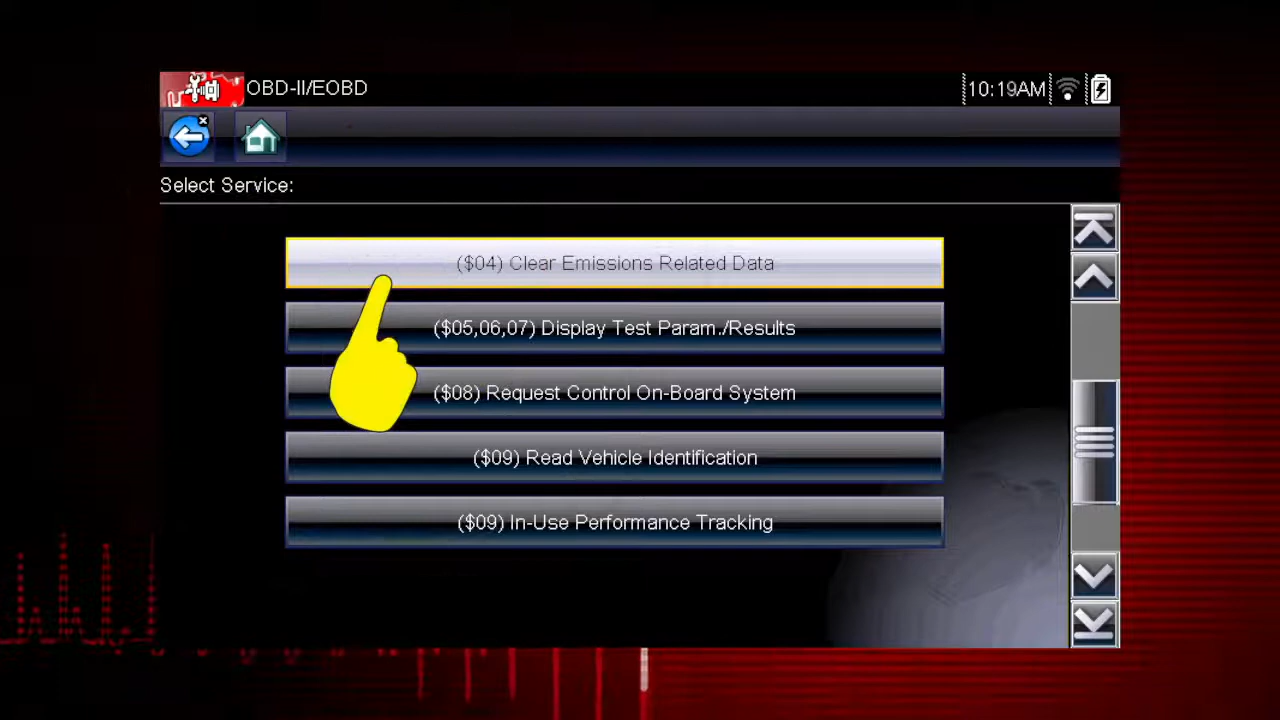 OBD-II/EOBD
10:19AM
Select Service:
($04) Clear Emissions Related Data
($05,06,07) Display Test Param./Results
($08) Request Control On-Board System
($09) Read Vehicle Identification
($09) In-Use Performance Tracking